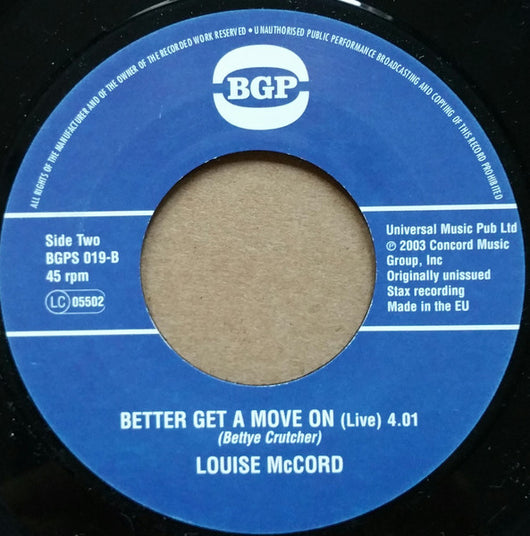 ALL RIGHTS OF THE MANUFACTURER AND OF THE OWNER OF THE RECORDED WORK RESERVED • UNAUTHORISED PUBLIC PERFORMANCE BROADCASTING AND COPYING OF THIS RECORD PROHIBITED
BGP
Side Two
BGPS 019-B
45 rpm
LC 05502
Universal Music Pub Ltd
℗ 2003 Concord Music
Group, Inc
Originally unissued
Stax recording
Made in the EU
BETTER GET A MOVE ON (Live) 4.01
(Bettye Crutcher)
LOUISE McCORD